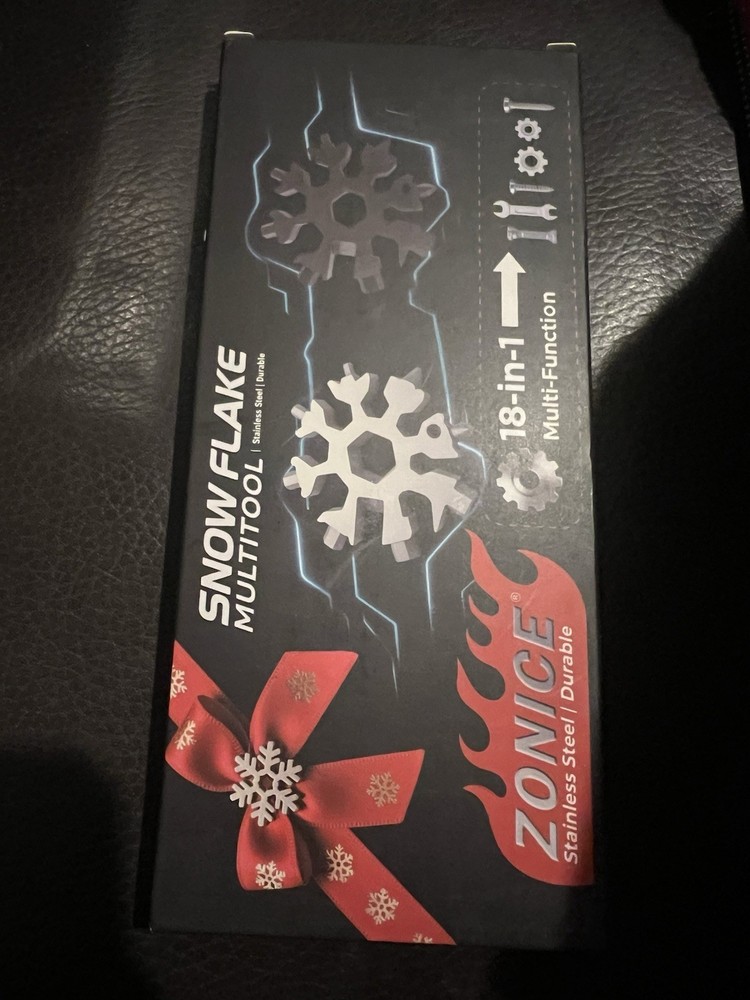 SNOW FLAKE
MULTITOOL | Stainless Steel | Durable
18-in-1
Multi-Function
ZONICE®
Stainless Steel | Durable